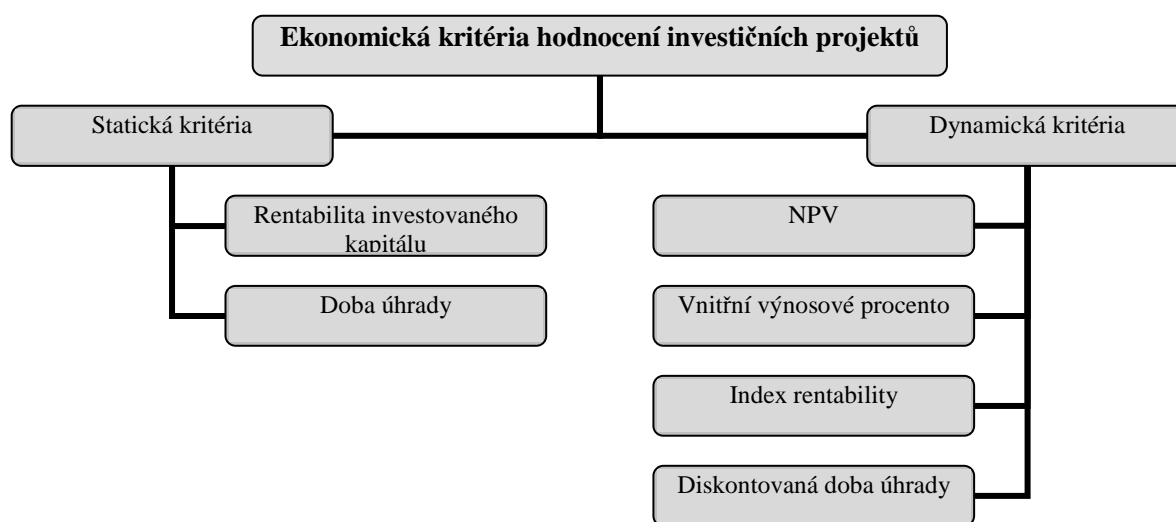 Ekonomická kritéria hodnocení investičních projektů
Statická kritéria
Dynamická kritéria
Rentabilita investovaného
kapitálu
Doba úhrady
NPV
Vnitřní výnosové procento
Index rentability
Diskontovaná doba úhrady